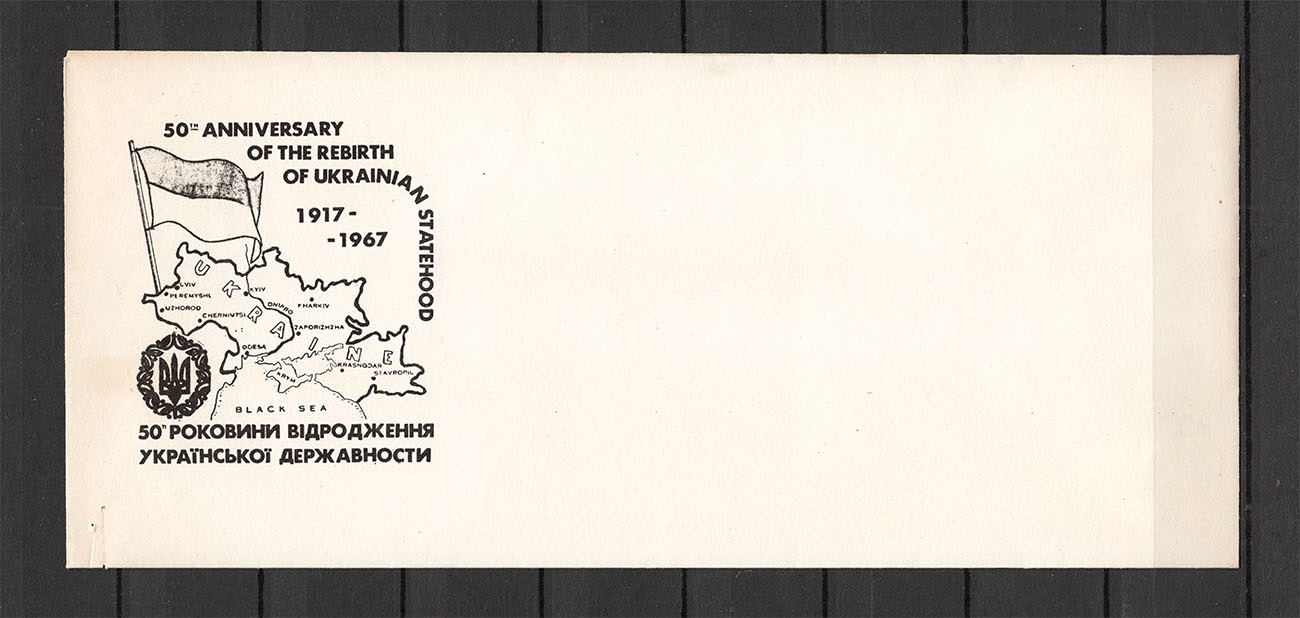 50TH ANNIVERSARY
OF THE REBIRTH
OF UKRAINIAN STATEHOOD
1917-
-1967
UKRAINE
LVIV
PEREMYSHL
KYIV
UZHOROD
DNIPRO
KHARKIV
CHERNIVTSI
ZAPORIZHZHA
ODESA
KRASNODAR
KRYM
STAVROPIL
BLACK SEA
50ті РОКОВИНИ ВІДРОДЖЕННЯ
УКРАЇНСЬКОЇ ДЕРЖАВНОСТИ